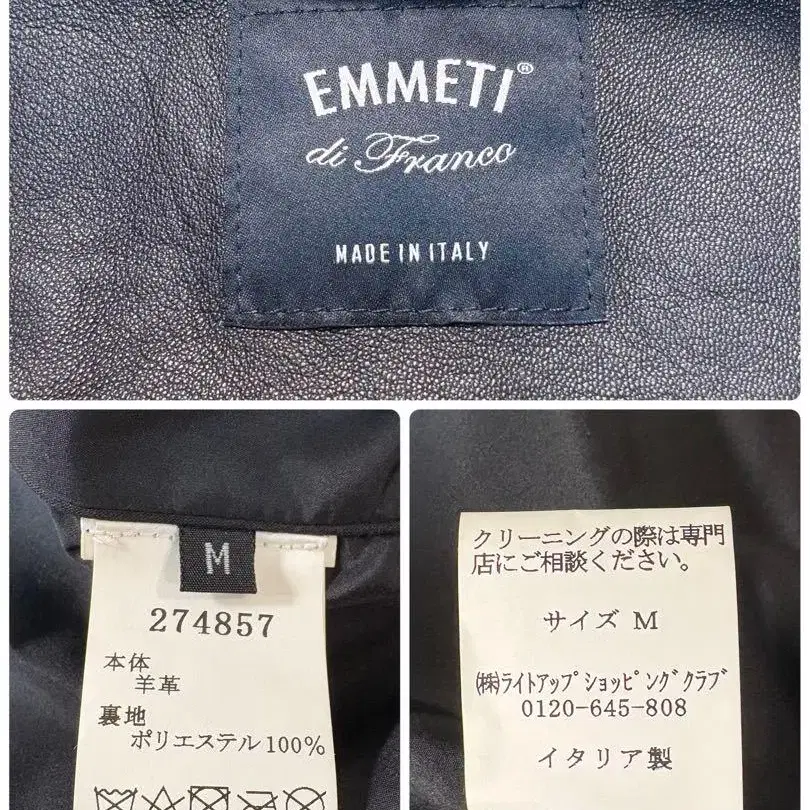 EMMETI®
di Franco
MADE IN ITALY
M
274857
本体
羊革
裏地
ポリエステル100%
クリーニングの際は専門
店にご相談ください。
サイズ M
㈱ライトアップショッピングクラブ
0120-645-808
イタリア製